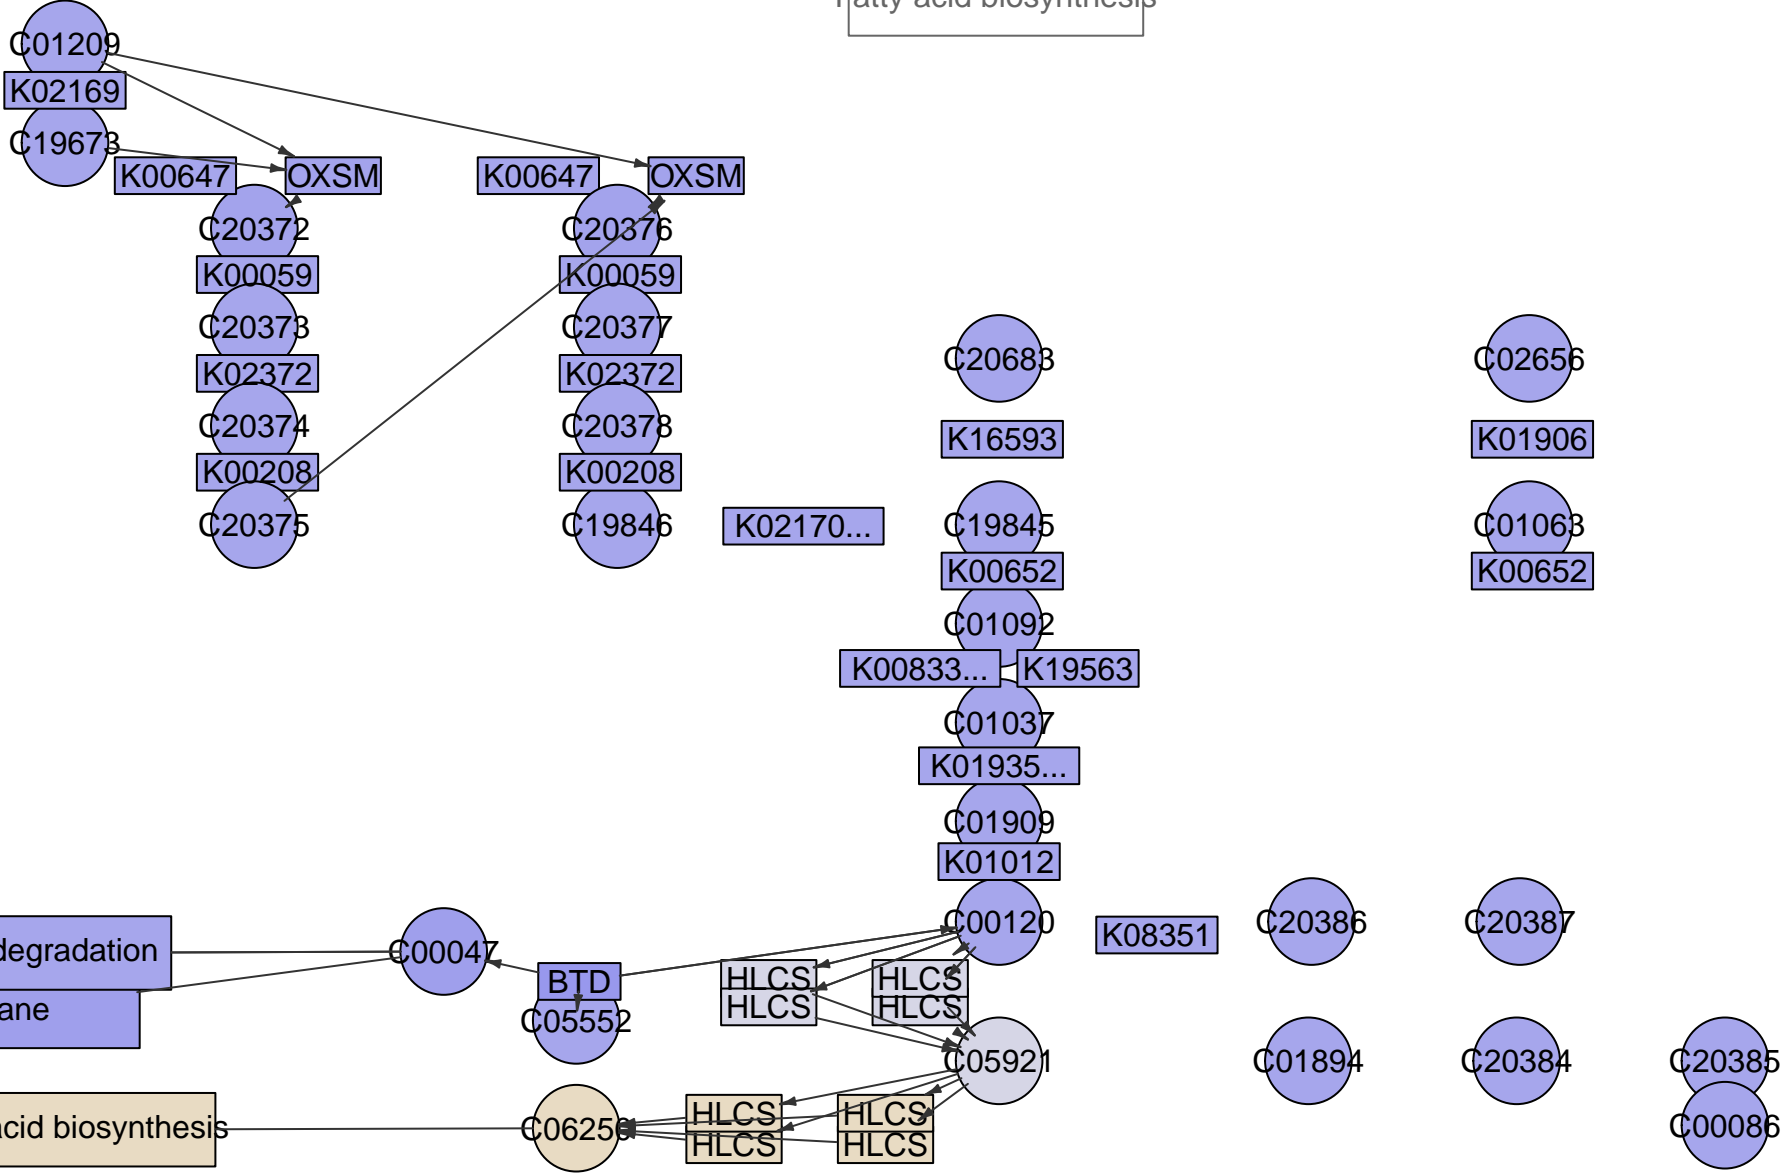 Fatty acid biosynthesis
C01209
K02169
C19673
K00647
OXSM
K00647
OXSM
C20372
C20376
K00059
K00059
C20373
C20377
K02372
K02372
C20374
C20378
K00208
K00208
C20375
C19846
K02170...
C20683
C02656
K16593
K01906
C19845
C01063
K00652
K00652
C01092
K00833...
K19563
C01037
K01935...
C01909
K01012
C00120
K08351
C20386
C20387
degradation
C00047
BTD
HLCS
HLCS
ane
C05552
HLCS
HLCS
C05921
C01894
C20384
C20385
acid biosynthesis
C06250
HLCS
HLCS
HLCS
HLCS
C00086